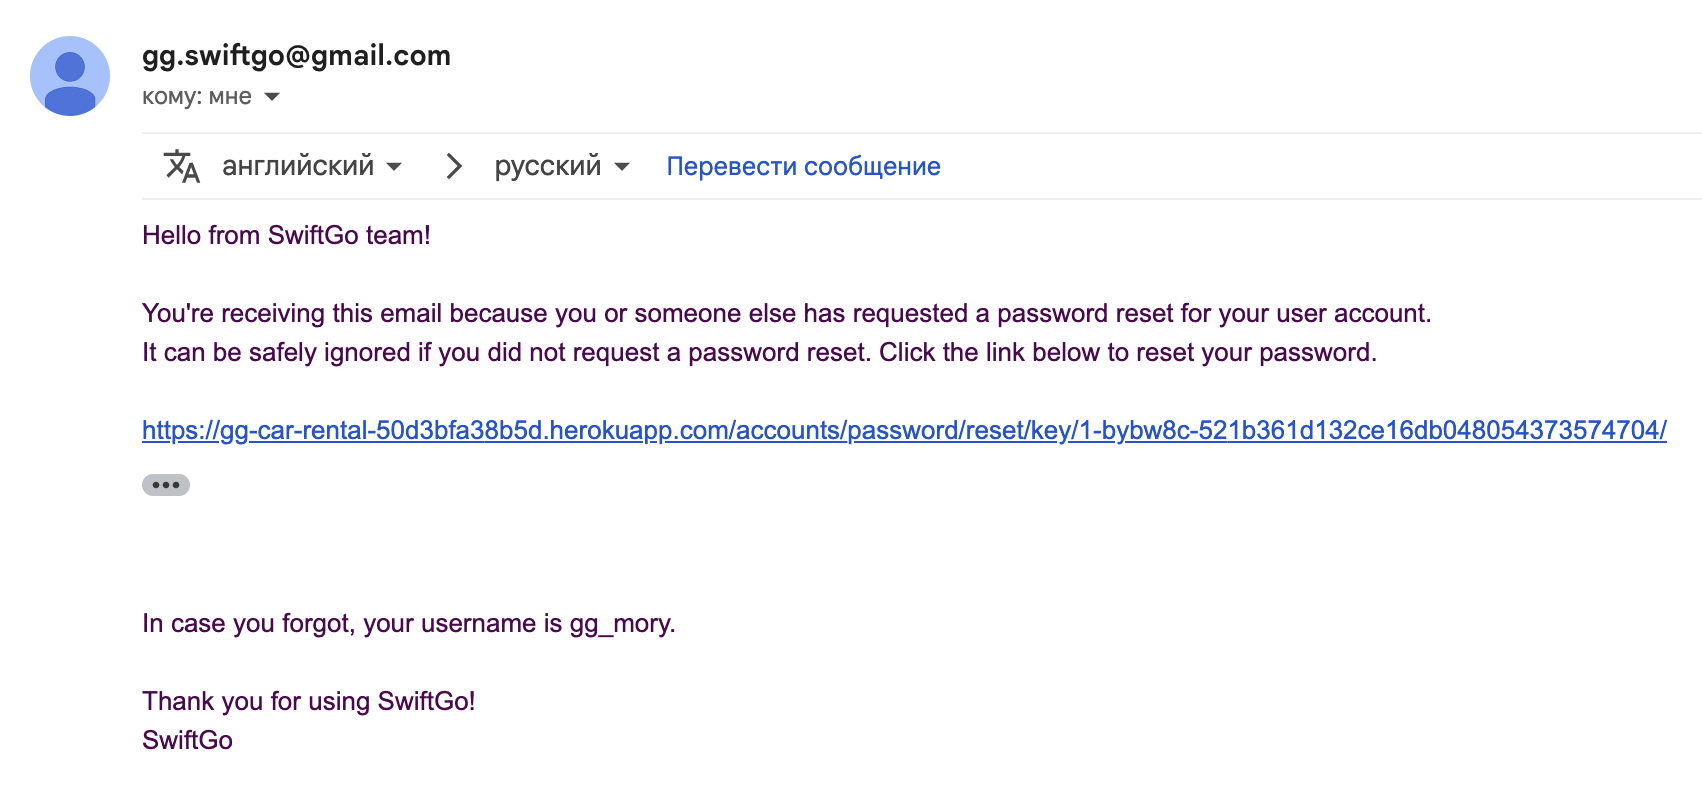 gg.swiftgo@gmail.com
кому: мне
английский русский Перевести сообщение
Hello from SwiftGo team!
You're receiving this email because you or someone else has requested a password reset for your user account.
It can be safely ignored if you did not request a password reset. Click the link below to reset your password.
https://gg-car-rental-50d3bfa38b5d.herokuapp.com/accounts/password/reset/key/1-bybw8c-521b361d132ce16db048054373574704/
In case you forgot, your username is gg_mory.
Thank you for using SwiftGo!
SwiftGo